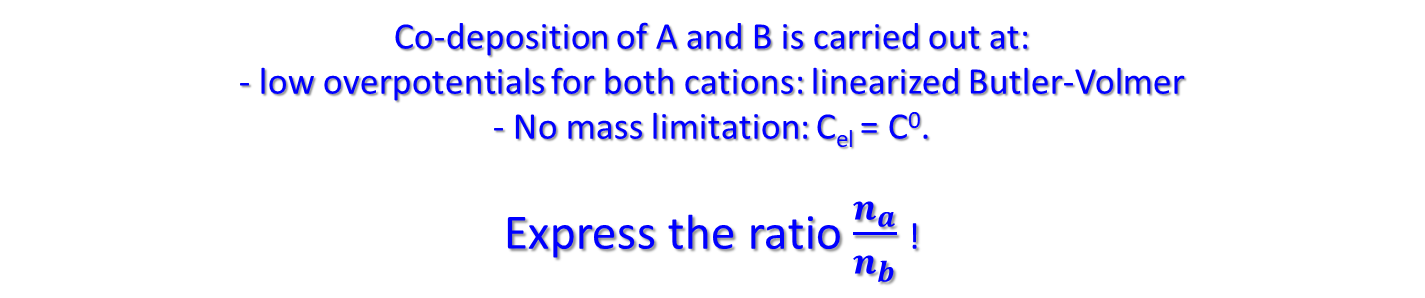 Co-deposition of A and B is carried out at:
- low overpotentials for both cations: linearized Butler-Volmer
- No mass limitation: Cel = C0.
Express the ratio na/nb !